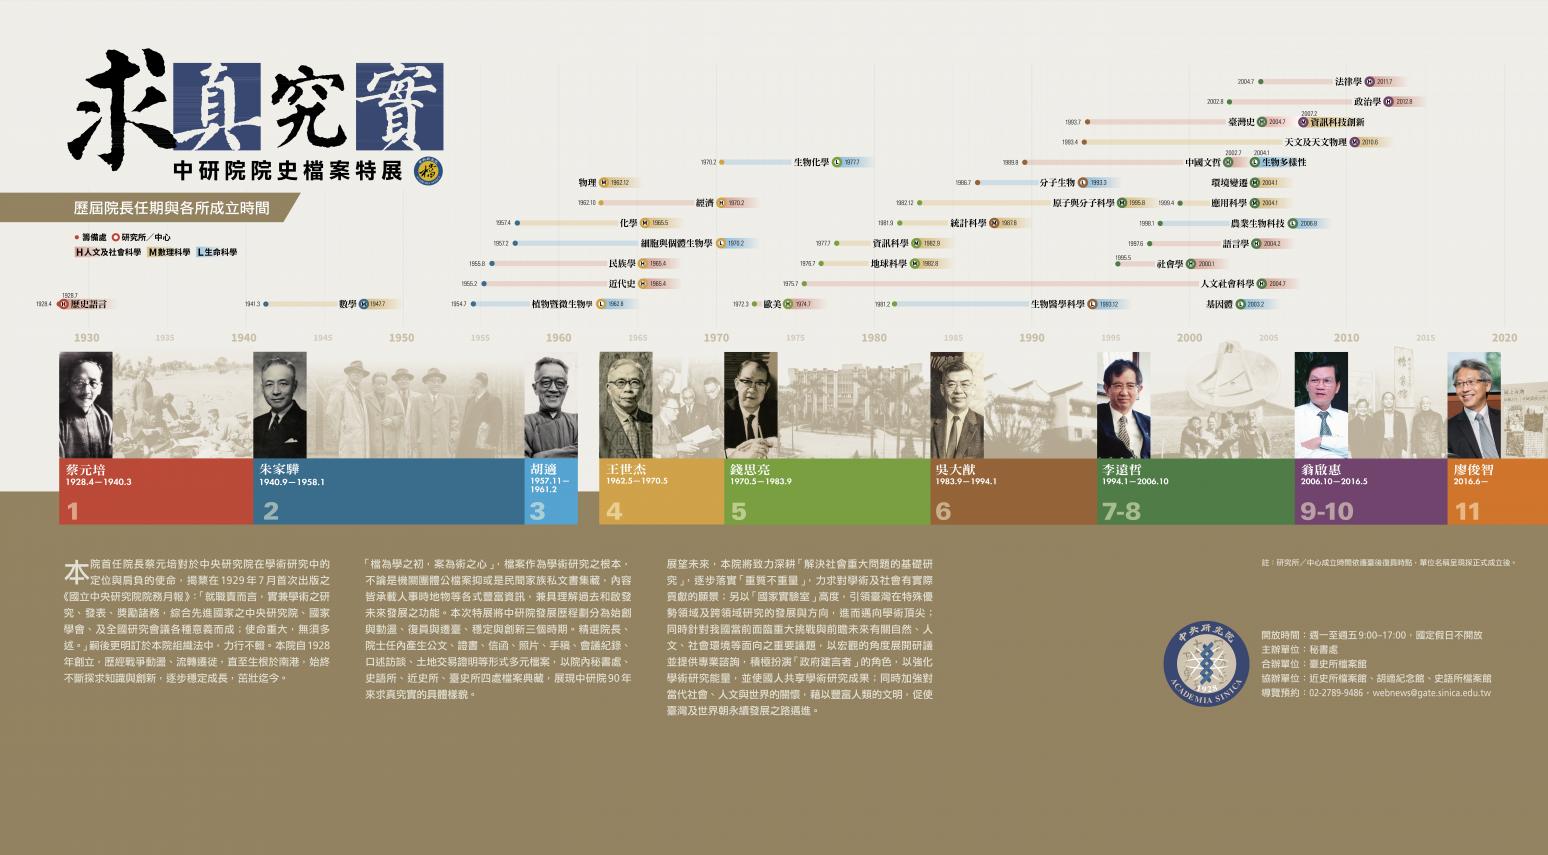 求真究實
中研院院史檔案特展
歷屆院長任期與各所成立時間
籌備處 研究所／中心
H人文及社會科學 M數理科學 L生命科學
2004.7 法律學 H 2011.7
2002.8 政治學 H 2012.8
1993.7 臺灣史 H 2004.7
2007.2 資訊科技創新
1993.4 天文及天文物理 M 2010.6
1970.2 生物化學 L 1977.7
1989.8 中國文哲 H 2002.7
2004.1 生物多樣性
物理 M 1962.12
1986.7 分子生物 L 1993.3
環境變遷 M 2004.1
1962.10 經濟 H 1970.2
1982.12 原子與分子科學 M 1995.8
1999.4 應用科學 M 2004.1
1957.4 化學 M 1965.5
1981.9 統計科學 M 1987.8
1998.1 農業生物科技 L 2006.8
1957.2 細胞與個體生物學 L 1970.2
1977.7 資訊科學 M 1982.9
1997.6 語言學 H 2004.2
1955.8 民族學 H 1965.4
1976.7 地球科學 M 1982.8
1995.5 社會學 H 2000.1
1955.2 近代史 H 1965.4
1975.7 人文社會科學 H 2004.7
1928.4 1928.7 H 歷史語言
1941.3 數學 M 1947.7
1954.7 植物暨微生物學 L 1962.8
1972.3 歐美 H 1974.7
1981.2 生物醫學科學 L 1993.12
基因體 L 2003.2
1930 1935 1940 1945 1950 1955 1960 1965 1970 1975 1980 1985 1990 1995 2000 2005 2010 2015 2020
蔡元培
1928.4—1940.3
1
朱家驊
1940.9—1958.1
2
胡適
1957.11—
1961.2
3
王世杰
1962.5—1970.5
4
錢思亮
1970.5—1983.9
5
吳大猷
1983.9—1994.1
6
李遠哲
1994.1—2006.10
7-8
翁啟惠
2006.10—2016.5
9-10
廖俊智
2016.6—
11
本院首任院長蔡元培對於中央研究院在學術研究中的
定位與肩負的使命，揭櫫在1929年7月首次出版之
《國立中央研究院院務月報》：「就職責而言，實兼學術之研
究、發表、獎勵諸務，綜合先進國家之中央研究院、國家
學會、及全國研究會議各種意義而成；使命重大，無須多
述。」嗣後更明訂於本院組織法中，力行不輟。本院自1928
年創立，歷經戰爭動盪、流轉遷徙，直至生根於南港，始終
不斷探求知識與創新，逐步穩定成長，茁壯迄今。
「檔為學之初，案為術之心」，檔案作為學術研究之根本，
不論是機關團體公檔案抑或是民間家族私文書集藏，內容
皆承載人事時地物等各式豐富資訊，兼具理解過去和啟發
未來發展之功能。本次特展將中研院發展歷程劃分為始創
與動盪、復員與遷臺、穩定與創新三個時期。精選院長、
院士任內產生公文、證書、信函、照片、手稿、會議紀錄、
口述訪談、土地交易證明等形式多元檔案，以院內秘書處、
史語所、近史所、臺史所四處檔案典藏，展現中研院90年
來求真究實的具體樣貌。
展望未來，本院將致力深耕「解決社會重大問題的基礎研
究」，逐步落實「重質不重量」，力求對學術及社會有實際
貢獻的願景；另以「國家實驗室」高度，引領臺灣在特殊優
勢領域及跨領域研究的發展與方向，進而邁向學術頂尖；
同時針對我國當前面臨重大挑戰與前瞻未來有關自然、人
文、社會環境等面向之重要議題，以宏觀的角度展開研議
並提供專業諮詢，積極扮演「政府建言者」的角色，以強化
學術研究能量，並使國人共享學術研究成果；同時加強對
當代社會、人文與世界的關懷，藉以豐富人類的文明，促使
臺灣及世界朝永續發展之路邁進。
註：研究所／中心成立時間依遷臺後復員時點，單位名稱呈現採正式成立後。
中央研究院
1928
ACADEMIA SINICA
開放時間：週一至週五9:00–17:00，國定假日不開放
主辦單位：秘書處
合辦單位：臺史所檔案館
協辦單位：近史所檔案館、胡適紀念館、史語所檔案館
導覽預約：02-2789-9486，webnews@gate.sinica.edu.tw